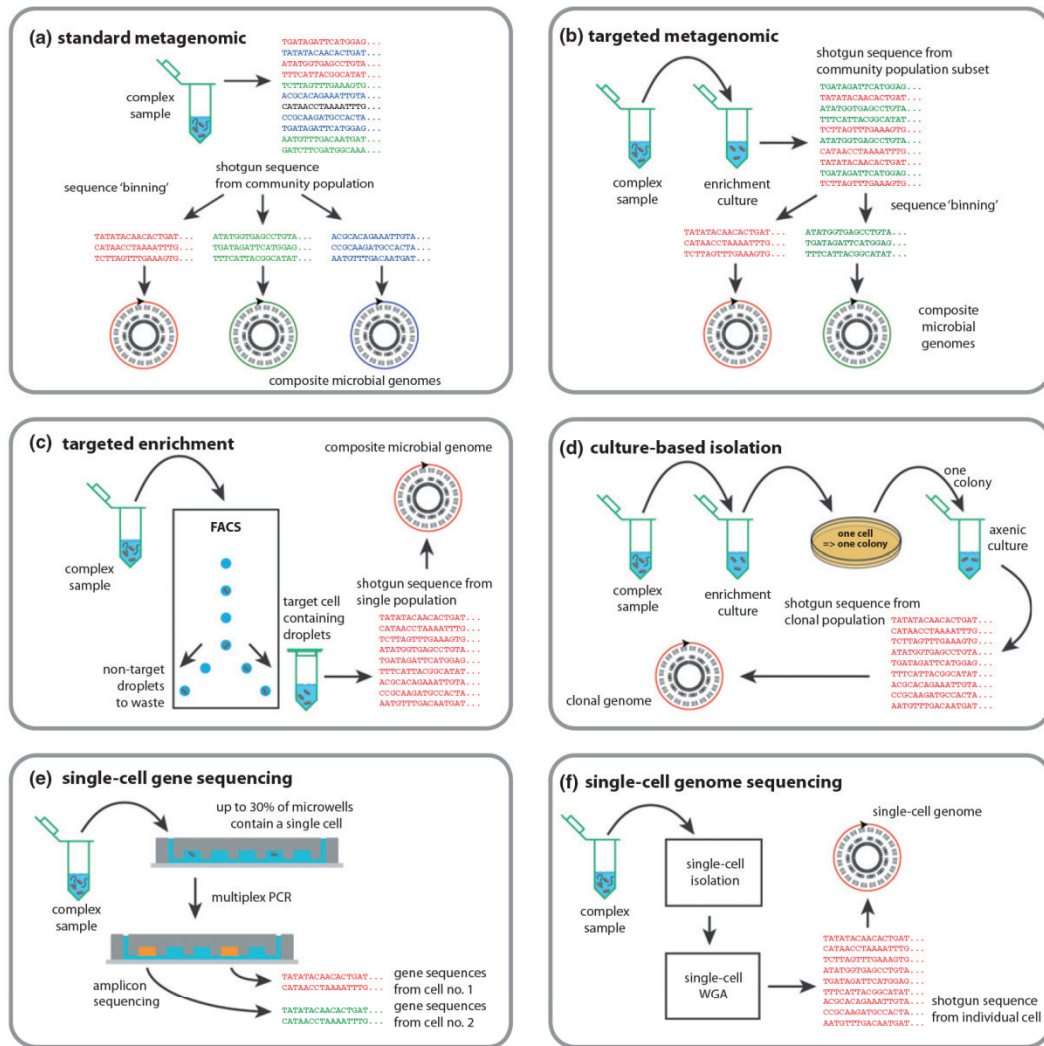 (a) standard metagenomic
complex
sample
TGATAGATTCATGGAG...
TATATACAACACTGAT...
ATATGGTGAGCCTGTA...
TTTCATTACGGCATAT...
TCTTAGTTTGAAAGTG...
ACGCACAGAAATTGTA...
CATAACCTAAAATTTG...
CCGCAAGATGCCACTA...
TGATAGATTCATGGAG...
AATGTTTGACAATGAT...
GATCTTCGATGGCAAA...
sequence ‘binning’
shotgun sequence
from community population
TATATACAACACTGAT...
CATAACCTAAAATTTG...
TCTTAGTTTGAAAGTG...
ATATGGTGAGCCTGTA...
TGATAGATTCATGGAG...
TTTCATTACGGCATAT...
ACGCACAGAAATTGTA...
CCGCAAGATGCCACTA...
AATGTTTGACAATGAT...
composite microbial genomes
(b) targeted metagenomic
shotgun sequence from
community population subset
complex
sample
enrichment
culture
TGATAGATTCATGGAG...
TATATACAACACTGAT...
ATATGGTGAGCCTGTA...
TTTCATTACGGCATAT...
TCTTAGTTTGAAAGTG...
ATATGGTGAGCCTGTA...
CATAACCTAAAATTTG...
TATATACAACACTGAT...
TGATAGATTCATGGAG...
TCTTAGTTTGAAAGTG...
sequence ‘binning’
TATATACAACACTGAT...
CATAACCTAAAATTTG...
TCTTAGTTTGAAAGTG...
ATATGGTGAGCCTGTA...
TGATAGATTCATGGAG...
TTTCATTACGGCATAT...
composite
microbial
genomes
(c) targeted enrichment
composite microbial genome
complex
sample
FACS
non-target
droplets
to waste
target cell
containing
droplets
shotgun sequence from
single population
TATATACAACACTGAT...
CATAACCTAAAATTTG...
TCTTAGTTTGAAAGTG...
ATATGGTGAGCCTGTA...
TGATAGATTCATGGAG...
TTTCATTACGGCATAT...
ACGCACAGAAATTGTA...
CCGCAAGATGCCACTA...
AATGTTTGACAATGAT...
(d) culture-based isolation
complex
sample
enrichment
culture
one cell
=> one colony
one
colony
axenic
culture
shotgun sequence from
clonal population
TATATACAACACTGAT...
CATAACCTAAAATTTG...
TCTTAGTTTGAAAGTG...
ATATGGTGAGCCTGTA...
TGATAGATTCATGGAG...
TTTCATTACGGCATAT...
ACGCACAGAAATTGTA...
CCGCAAGATGCCACTA...
AATGTTTGACAATGAT...
clonal genome
(e) single-cell gene sequencing
up to 30% of microwells
contain a single cell
complex
sample
multiplex PCR
amplicon
sequencing
TATATACAACACTGAT...
CATAACCTAAAATTTG...
gene sequences
from cell no. 1
TATATACAACACTGAT...
CATAACCTAAAATTTG...
gene sequences
from cell no. 2
(f) single-cell genome sequencing
single-cell genome
complex
sample
single-cell
isolation
single-cell
WGA
TATATACAACACTGAT...
CATAACCTAAAATTTG...
TCTTAGTTTGAAAGTG...
ATATGGTGAGCCTGTA...
TGATAGATTCATGGAG...
TTTCATTACGGCATAT...
ACGCACAGAAATTGTA...
CCGCAAGATGCCACTA...
AATGTTTGACAATGAT...
shotgun sequence
from individual cell